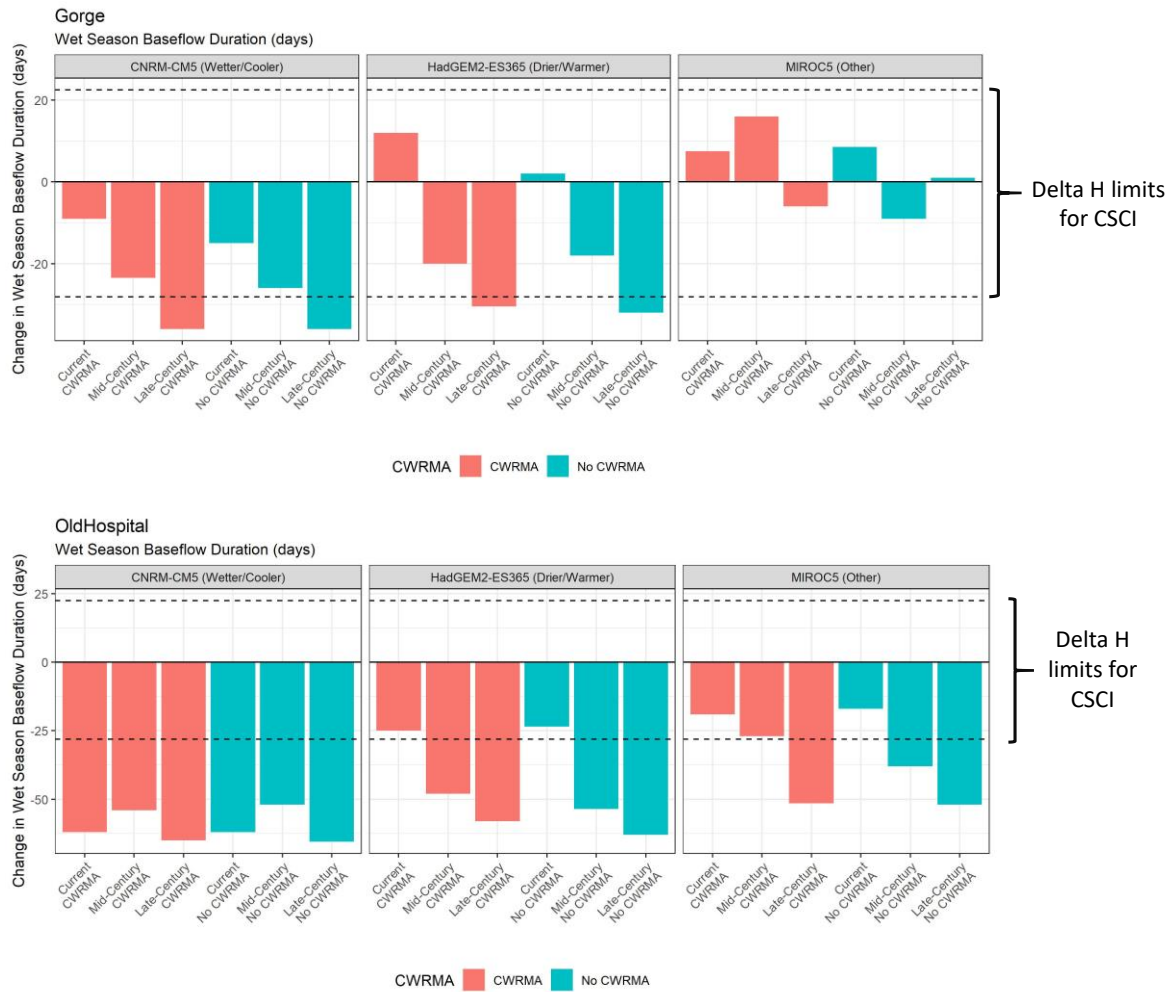 Gorge
Wet Season Baseflow Duration (days)
CNRM-CM5 (Wetter/Cooler)
HadGEM2-ES365 (Drier/Warmer)
MIROC5 (Other)
Change in Wet Season Baseflow Duration (days)
20
0
-20
Delta H limits
for CSCI
Current
CWRMA
Mid-Century
CWRMA
Late-Century
CWRMA
Current
No CWRMA
Mid-Century
No CWRMA
Late-Century
No CWRMA
Current
CWRMA
Mid-Century
CWRMA
Late-Century
CWRMA
Current
No CWRMA
Mid-Century
No CWRMA
Late-Century
No CWRMA
Current
CWRMA
Mid-Century
CWRMA
Late-Century
CWRMA
Current
No CWRMA
Mid-Century
No CWRMA
Late-Century
No CWRMA
CWRMA CWRMA No CWRMA
OldHospital
Wet Season Baseflow Duration (days)
CNRM-CM5 (Wetter/Cooler)
HadGEM2-ES365 (Drier/Warmer)
MIROC5 (Other)
Change in Wet Season Baseflow Duration (days)
25
0
-25
-50
Delta H
limits for
CSCI
Current
CWRMA
Mid-Century
CWRMA
Late-Century
CWRMA
Current
No CWRMA
Mid-Century
No CWRMA
Late-Century
No CWRMA
Current
CWRMA
Mid-Century
CWRMA
Late-Century
CWRMA
Current
No CWRMA
Mid-Century
No CWRMA
Late-Century
No CWRMA
Current
CWRMA
Mid-Century
CWRMA
Late-Century
CWRMA
Current
No CWRMA
Mid-Century
No CWRMA
Late-Century
No CWRMA
CWRMA CWRMA No CWRMA